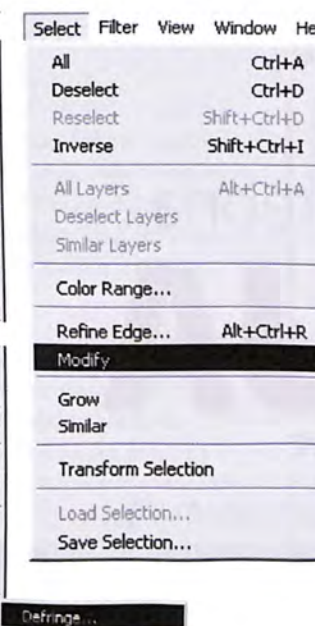 Select Filter View Window He
All Ctrl+A
Deselect Ctrl+D
Reselect Shift+Ctrl+D
Inverse Shift+Ctrl+I
All Layers Alt+Ctrl+A
Deselect Layers
Similar Layers
Color Range...
Refine Edge... Alt+Ctrl+R
Modify
Grow
Similar
Transform Selection
Load Selection...
Save Selection...
Defringe...